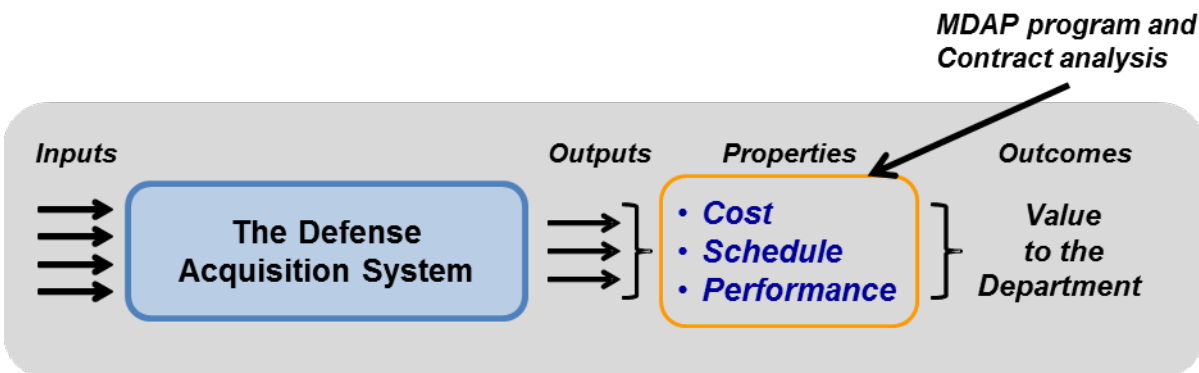 MDAP program and
Contract analysis
Inputs
Outputs
Properties
Outcomes
The Defense
Acquisition System
• Cost
• Schedule
• Performance
Value
to the
Department